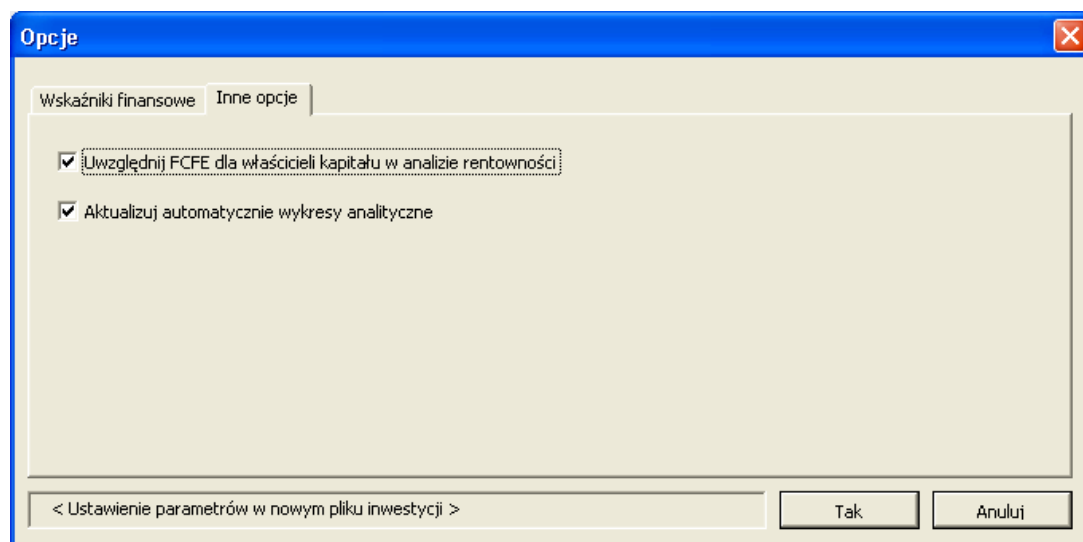 Opcje
Wskaźniki finansowe Inne opcje
Uwzględnij FCFE dla właścicieli kapitału w analizie rentowności
Aktualizuj automatycznie wykresy analityczne
< Ustawienie parametrów w nowym pliku inwestycji > Tak Anuluj